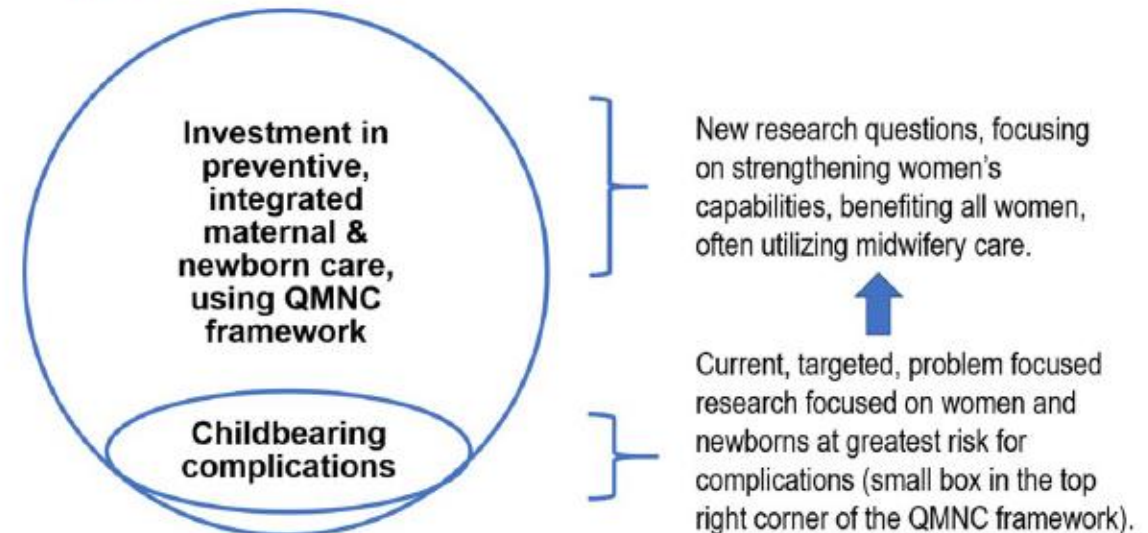 Investment in
preventive,
integrated
maternal &
newborn care,
using QMNC
framework
New research questions, focusing
on strengthening women's
capabilities, benefiting all women,
often utilizing midwifery care.
Childbearing
complications
Current, targeted, problem focused
research focused on women and
newborns at greatest risk for
complications (small box in the top
right corner of the QMNC framework).